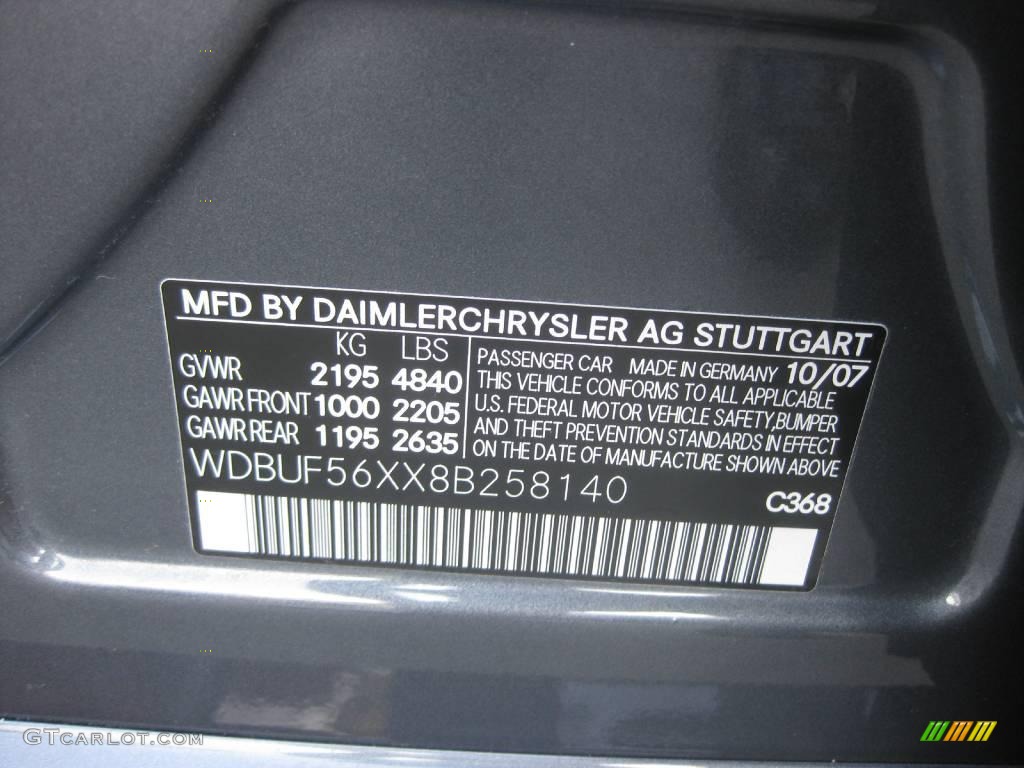 MFD BY DAIMLERCHRYSLER AG STUTTGART
KG LBS
GVWR 2195 4840
GAWR FRONT 1000 2205
GAWR REAR 1195 2635
PASSENGER CAR MADE IN GERMANY 10/07
THIS VEHICLE CONFORMS TO ALL APPLICABLE
U.S. FEDERAL MOTOR VEHICLE SAFETY,BUMPER
AND THEFT PREVENTION STANDARDS IN EFFECT
ON THE DATE OF MANUFACTURE SHOWN ABOVE
WDBUF56XX8B258140
C368
GTCARLOT.COM